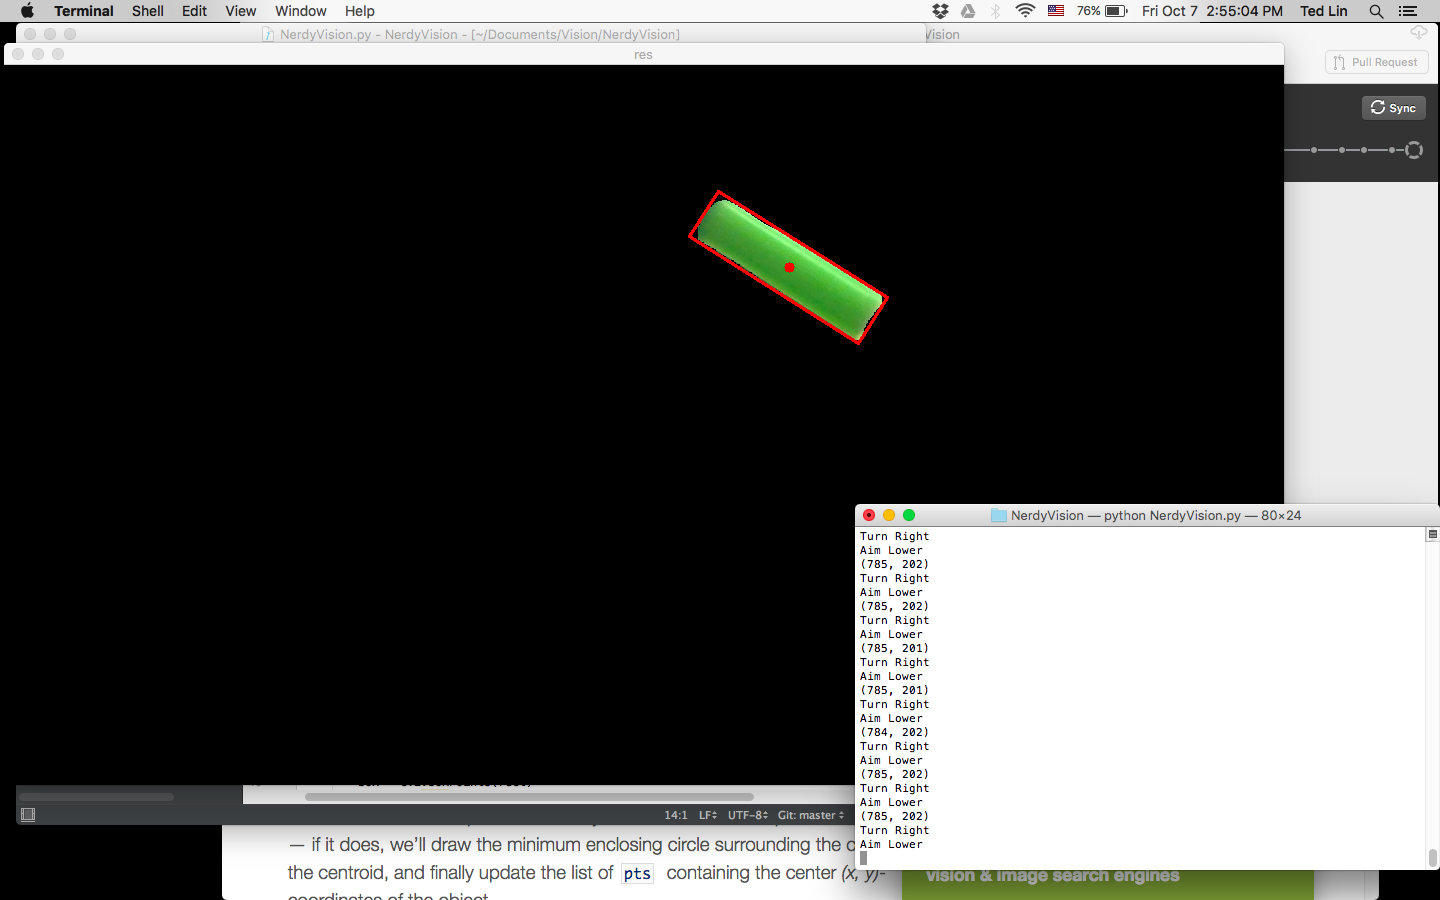 Terminal Shell Edit View Window Help 76% Fri Oct 7 2:55:04 PM Ted Lin
NerdyVision.py - NerdyVision - [~/Documents/Vision/NerdyVision]
Vision
res
Pull Request
Sync
NerdyVision — python NerdyVision.py — 80×24
Turn Right
Aim Lower
(785, 202)
Turn Right
Aim Lower
(785, 202)
Turn Right
Aim Lower
(785, 201)
Turn Right
Aim Lower
(785, 201)
Turn Right
Aim Lower
(784, 202)
Turn Right
Aim Lower
(785, 202)
Turn Right
Aim Lower
(785, 202)
Turn Right
Aim Lower
14:1 LF UTF-8 Git: master
— if it does, we'll draw the minimum enclosing circle surrounding the
the centroid, and finally update the list of pts containing the center (x, y)-
coordinates of the object
vision & image search engines